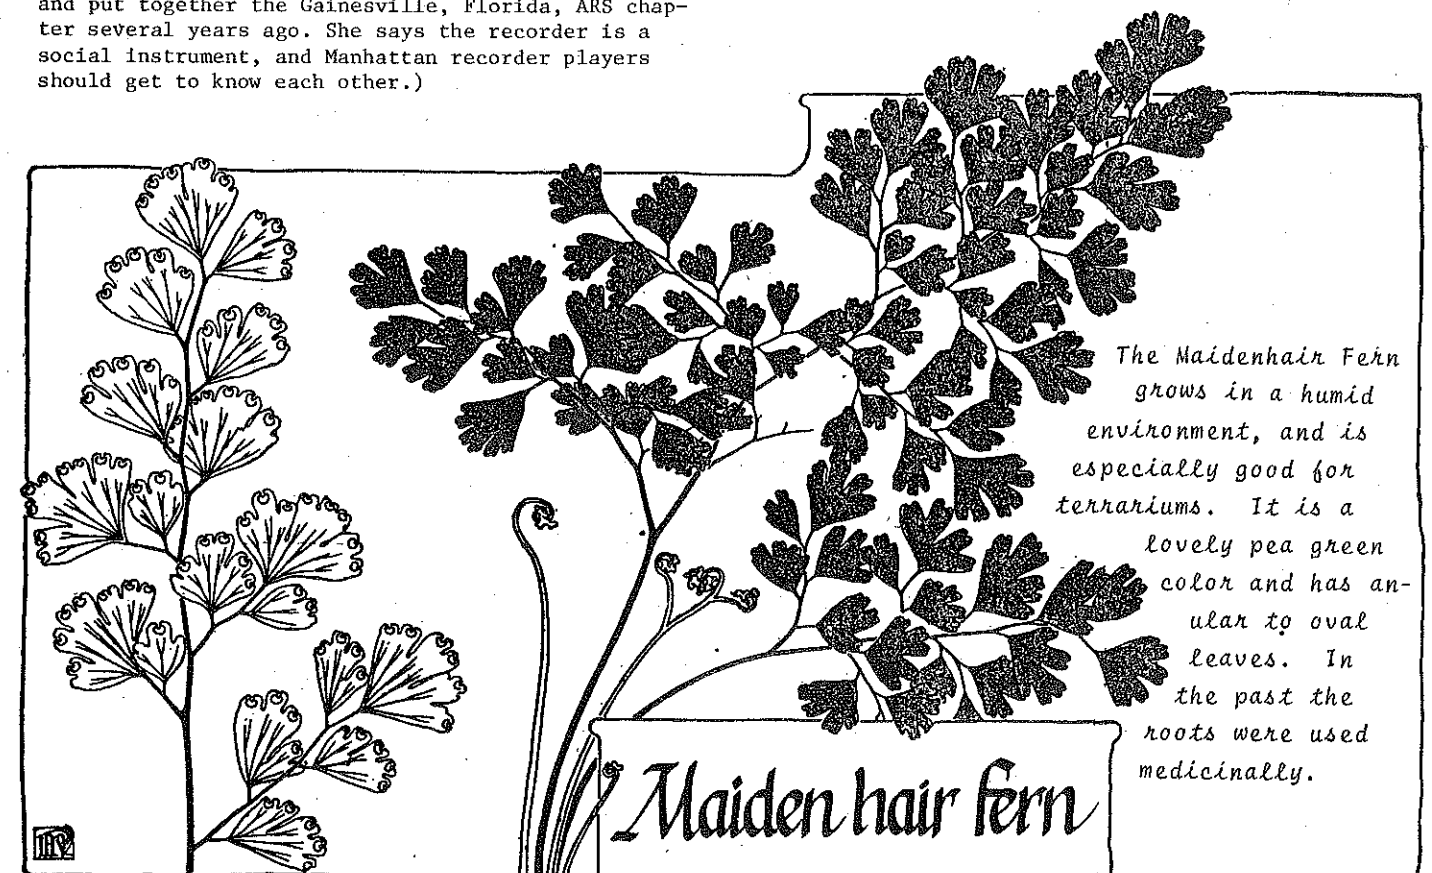 and put together the Gainesville, Florida, ARS chap-
ter several years ago. She says the recorder is a
social instrument, and Manhattan recorder players
should get to know each other.)
The Maidenhair Fern
grows in a humid
environment, and is
especially good for
terrariums. It is a
lovely pea green
color and has an-
ular to oval
leaves. In
the past the
roots were used
medicinally.
Maiden hair fern